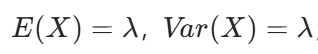 E(X) = λ, Var(X) = λ,